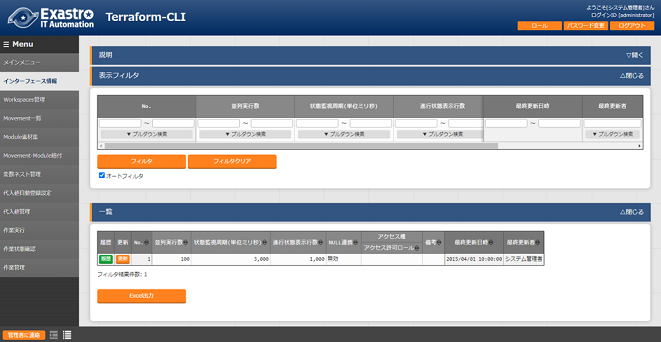 Exastro
IT Automation
Terraform-CLI
ようこそ[システム管理者]さん
ログインID [administrator]
ロール
パスワード変更
ログアウト
Menu
メインメニュー
インターフェース情報
Workspaces管理
Movement一覧
Module素材集
Movement-Module紐付
変数ネスト管理
代入値自動登録設定
代入値管理
作業実行
作業状態確認
作業管理
説明
▽開く
表示フィルタ
△閉じる
No.
並列実行数
状態監視周期(単位ミリ秒)
進行状態表示行数
最終更新日時
最終更新者
～ ～ ～ ～ ～
▼ プルダウン検索
▼ プルダウン検索
▼ プルダウン検索
▼ プルダウン検索
▼ プルダウン検索
フィルタ
フィルタクリア
オートフィルタ
一覧
△閉じる
履歴 更新 No. 並列実行数 状態監視周期(単位ミリ秒) 進行状態表示行数 NULL連携 アクセス権 備考 最終更新日時 最終更新者
アクセス許可ロール
履歴 更新 1 100 3,000 1,000 無効 2015/04/01 10:00:00 システム管理者
フィルタ結果件数: 1
Excel出力
管理者に連絡